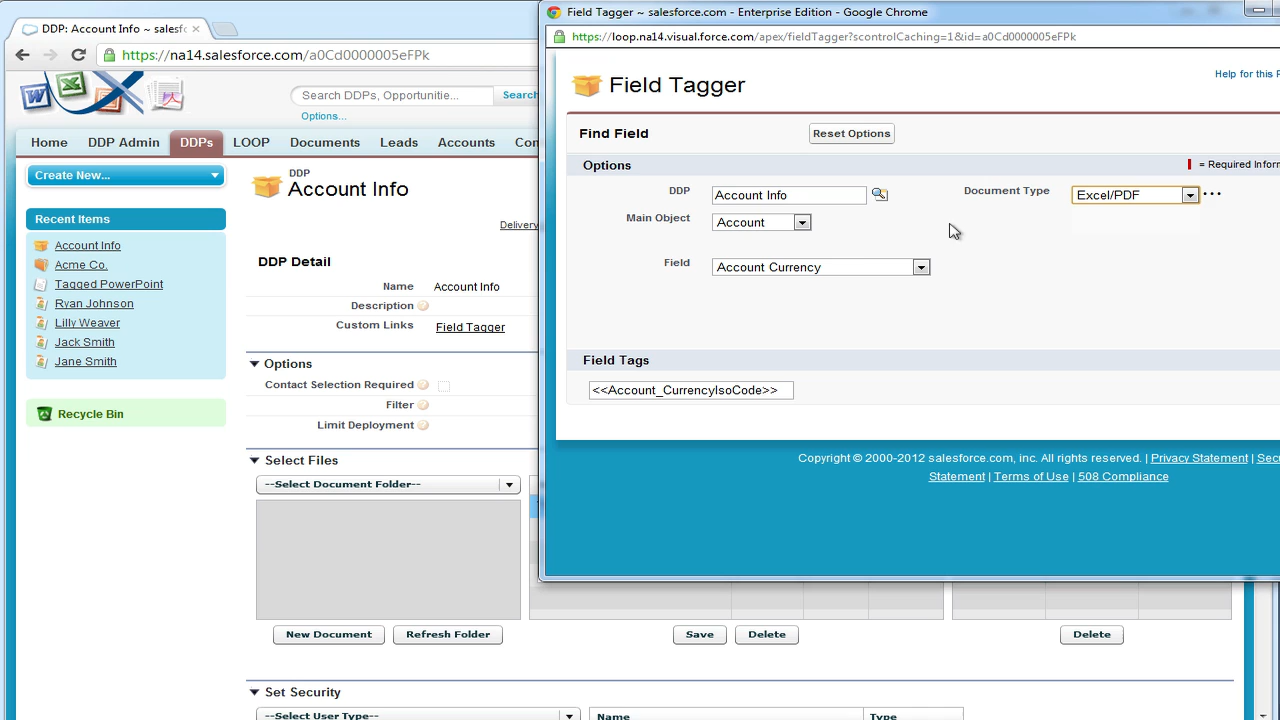 DDP: Account Info ~ salesf
https://na14.salesforce.com/a0Cd0000005eFPk
Search DDPs, Opportunitie...
Search
Options...
Home
DDP Admin
DDPs
LOOP
Documents
Leads
Accounts
Con
Create New...
Recent Items
Account Info
Acme Co.
Tagged PowerPoint
Ryan Johnson
Lilly Weaver
Jack Smith
Jane Smith
Recycle Bin
DDP
Account Info
Delivery
DDP Detail
Name Account Info
Description
Custom Links Field Tagger
Options
Contact Selection Required
Filter
Limit Deployment
Select Files
--Select Document Folder--
New Document
Refresh Folder
Save
Delete
Delete
Set Security
--Select User Type--
Name
Type
Field Tagger ~ salesforce.com - Enterprise Edition - Google Chrome
https://loop.na14.visual.force.com/apex/fieldTagger?scontrolCaching=1&id=a0Cd0000005eFPk
Help for this P
Field Tagger
Find Field
Reset Options
Options
= Required Inform
DDP Account Info
Document Type Excel/PDF
Main Object Account
Field Account Currency
Field Tags
<<Account_CurrencyIsoCode>>
Copyright © 2000-2012 salesforce.com, inc. All rights reserved. | Privacy Statement | Secu
Statement | Terms of Use | 508 Compliance